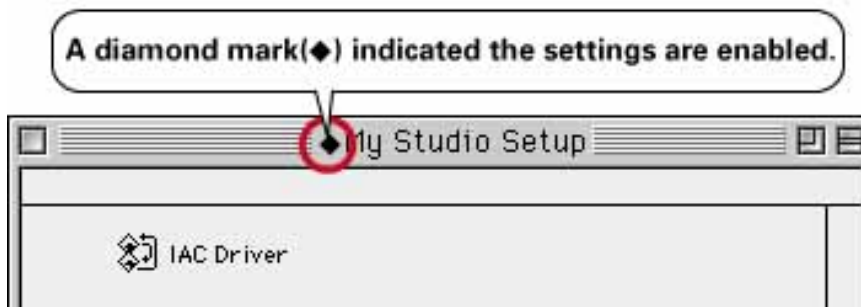 A diamond mark(◆) indicated the settings are enabled.
◆My Studio Setup
IAC Driver